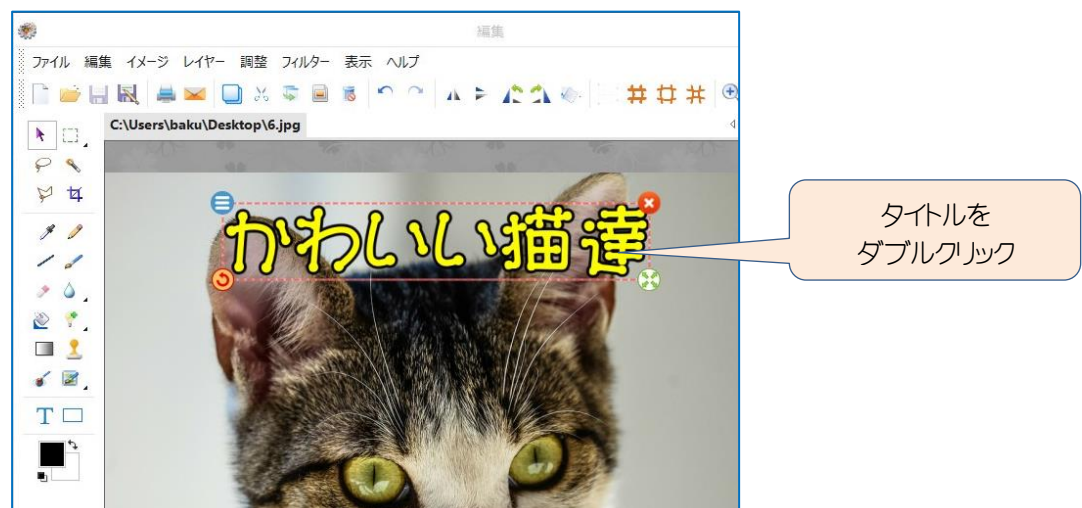 編集
ファイル 編集 イメージ レイヤー 調整 フィルター 表示 ヘルプ
C:\Users\baku\Desktop\6.jpg
かわいい描達
タイトルを
ダブルクリック
T